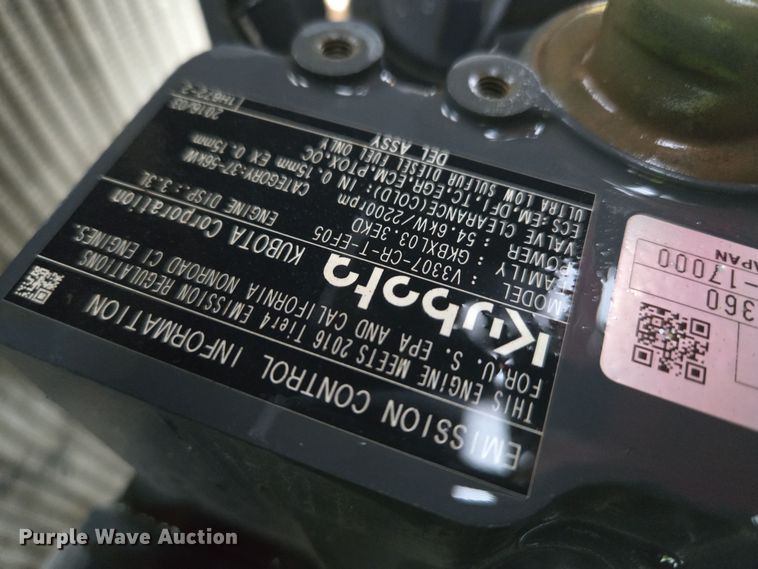 EMISSION CONTROL INFORMATION
THIS ENGINE MEETS 2016 Tier4 EMISSION REGULATIONS
FOR U. S. EPA AND CALIFORNIA NONROAD CI ENGINES.
Kubota KUBOTA Corporation
MODEL : V3307-CR-T-EF05
FAMILY : GKBXL03.3EKD ENGINE DISP.: 3.3L
POWER : 54.6kW/2200rpm CATEGORY:37-56kW
VALVE CLEARANCE(COLD): IN 0.15mm EX 0.15mm
ECS :EM,DFI,TC,EGR,ECM,PTOX,OC
ULTRA LOW SULFUR DIESEL FUEL ONLY
DEL ASSY
360
-17000
JAPAN
Purple Wave Auction